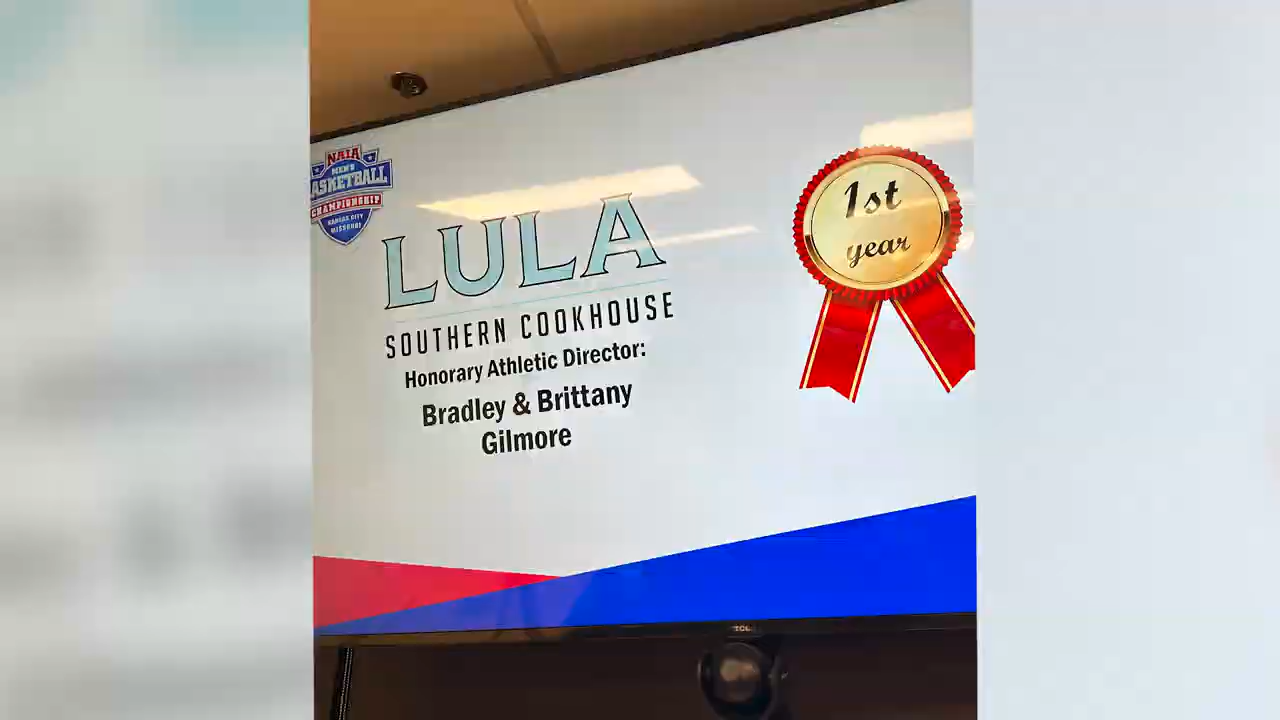 NAIA
MEN'S
BASKETBALL
CHAMPIONSHIP
KANSAS CITY
MISSOURI
LULA
SOUTHERN COOKHOUSE
Honorary Athletic Director:
Bradley & Brittany
Gilmore
1st
year
TCL